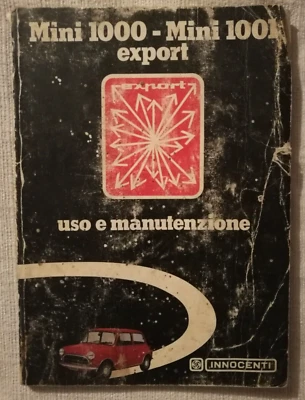 Mini 1000 - Mini 1001
export
export
uso e manutenzione
INNOCENTI